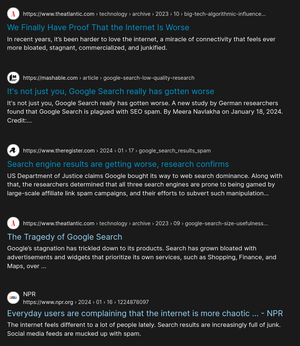 https://www.theatlantic.com › technology › archive › 2023 › 10 › big-tech-algorithmic-influence...
We Finally Have Proof That the Internet Is Worse
In recent years, it's been harder to love the internet, a miracle of connectivity that feels ever
more bloated, stagnant, commercialized, and junkified.
https://mashable.com › article › google-search-low-quality-research
It's not just you, Google Search really has gotten worse
It's not just you, Google Search really has gotten worse. A new study by German researchers
found that Google Search is plagued with SEO spam. By Meera Navlakha on January 18, 2024.
Credit:...
https://www.theregister.com › 2024 › 01 › 17 › google_search_results_spam
Search engine results are getting worse, research confirms
US Department of Justice claims Google bought its way to web search dominance. Along with
that, the researchers determined that all three search engines are prone to being gamed by
large-scale affiliate link spam campaigns, and their efforts to subvert such manipulation...
https://www.theatlantic.com › technology › archive › 2023 › 09 › google-search-size-usefulness...
The Tragedy of Google Search
Google's stagnation has trickled down to its products. Search has grown bloated with
advertisements and widgets that prioritize its own services, such as Shopping, Finance, and
Maps, over ...
NPR
https://www.npr.org › 2024 › 01 › 16 › 1224878097
Everyday users are complaining that the internet is more chaotic ... - NPR
The internet feels different to a lot of people lately. Search results are increasingly full of junk.
Social media feeds are mucked up with spam.